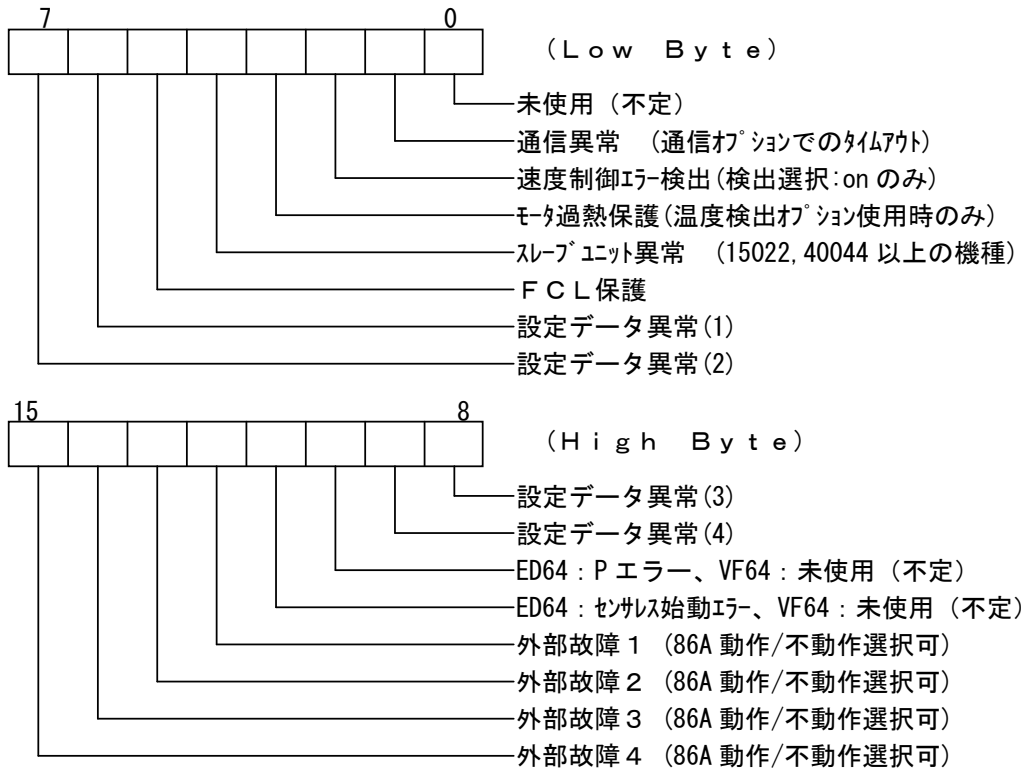 7 0
(Low Byte)
未使用（不定）
通信異常 （通信ｵﾌﾟｼｮﾝでのﾀｲﾑｱｳﾄ）
速度制御ｴﾗｰ検出(検出選択:on のみ)
ﾓｰﾀ過熱保護(温度検出ｵﾌﾟｼｮﾝ使用時のみ)
ｽﾚｰﾌﾞﾕﾆｯﾄ異常 （15022,40044 以上の機種）
ＦＣＬ保護
設定データ異常(1)
設定データ異常(2)
15 8
(High Byte)
設定データ異常(3)
設定データ異常(4)
ED64：P エラー、VF64：未使用（不定）
ED64：ｾﾝｻﾚｽ始動ｴﾗｰ、VF64：未使用（不定）
外部故障１ （86A 動作/不動作選択可）
外部故障２ （86A 動作/不動作選択可）
外部故障３ （86A 動作/不動作選択可）
外部故障４ （86A 動作/不動作選択可）